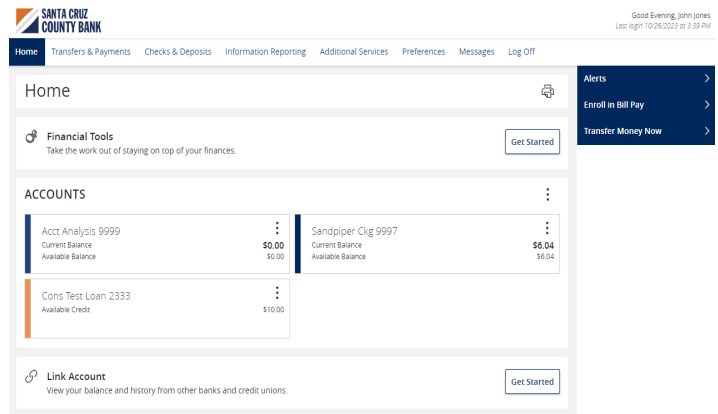 SANTA CRUZ
COUNTY BANK
Good Evening, John Jones
Last login 10/26/2023 at 3:39 PM
Home Transfers & Payments Checks & Deposits Information Reporting Additional Services Preferences Messages Log Off
Alerts
Enroll in Bill Pay
Transfer Money Now
Home
Financial Tools
Take the work out of staying on top of your finances.
Get Started
ACCOUNTS
Acct Analysis 9999
Current Balance $0.00
Available Balance $0.00
Sandpiper Ckg 9997
Current Balance $6.04
Available Balance $6.04
Cons Test Loan 2333
Available Credit $10.00
Link Account
View your balance and history from other banks and credit unions.
Get Started